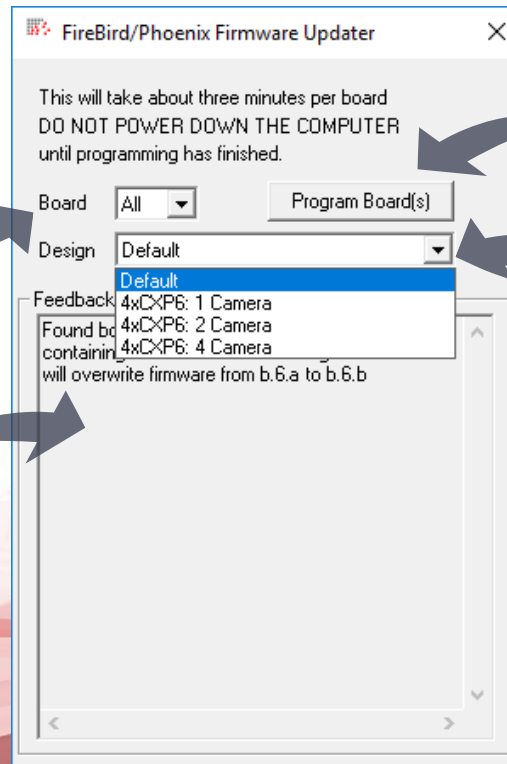 FireBird/Phoenix Firmware Updater
This will take about three minutes per board
DO NOT POWER DOWN THE COMPUTER
until programming has finished.
Board All Program Board(s)
Design Default
Default
4xCXP6: 1 Camera
4xCXP6: 2 Camera
4xCXP6: 4 Camera
Feedback
Found
containing
will overwrite firmware from b.6.a to b.6.b